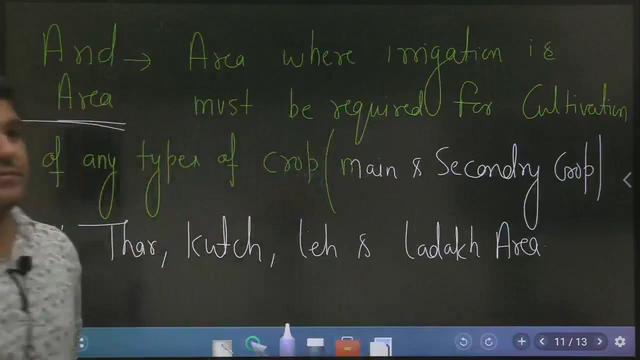 And → Area where irrigation is
Area must be required for Cultivation
of any types of crop (main & Secondry Crop)
Thar, Kutch, leh & ladakh Area
11 / 13